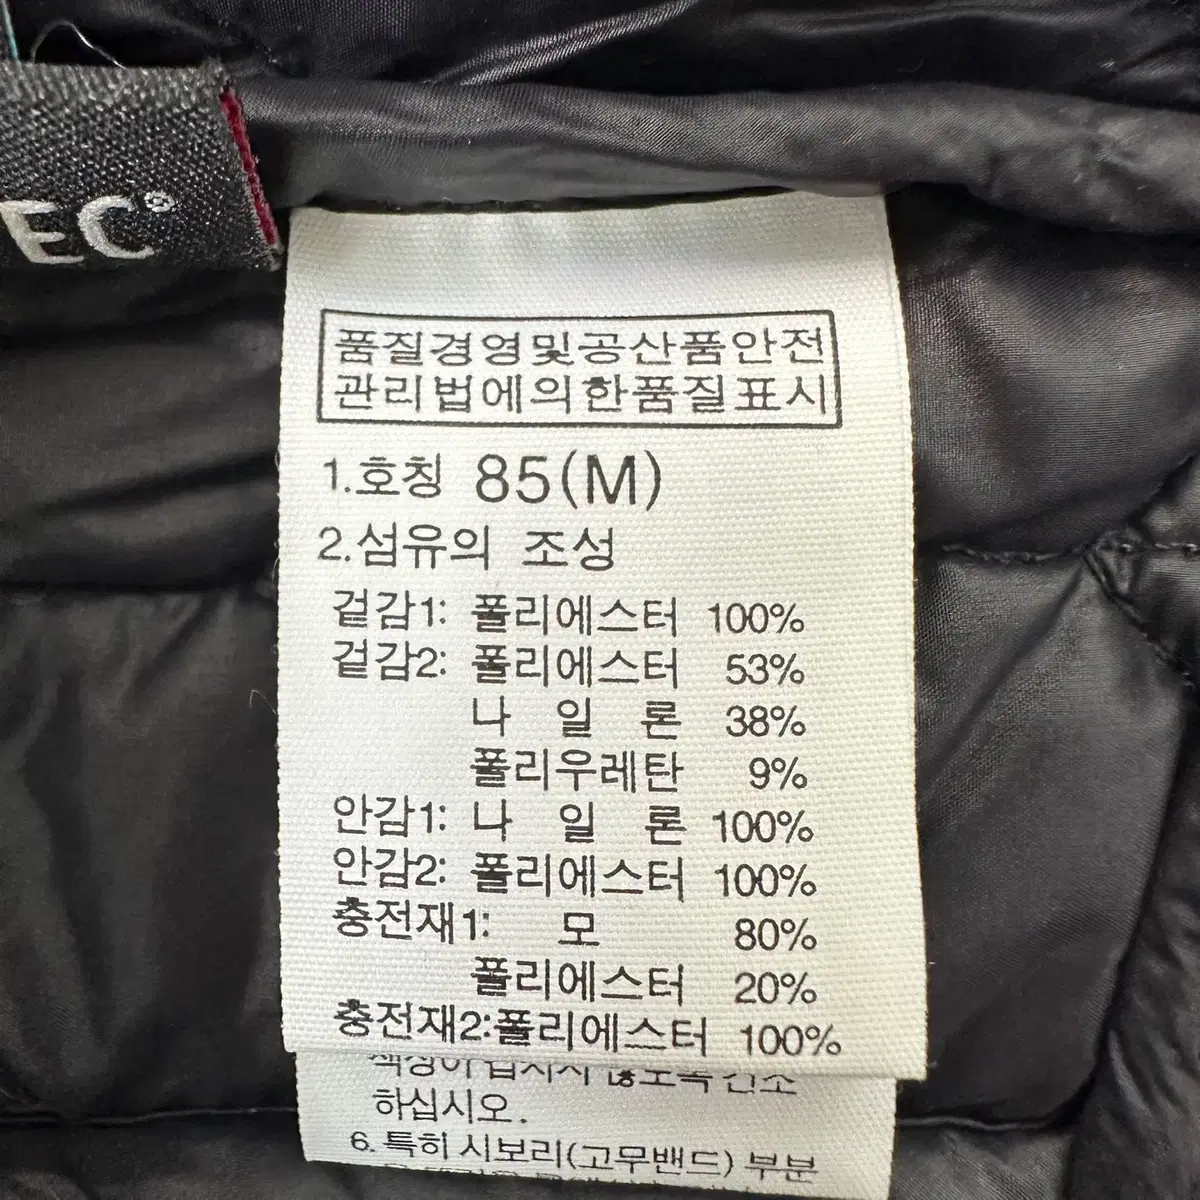 EC
품질경영및공산품안전
관리법에의한품질표시
1.호칭 85(M)
2.섬유의 조성
겉감1: 폴리에스터 100%
겉감2: 폴리에스터 53%
나 일 론 38%
폴리우레탄 9%
안감1: 나 일 론 100%
안감2: 폴리에스터 100%
충전재1: 모 80%
폴리에스터 20%
충전재2:폴리에스터 100%
하십시오.
6. 특히 시보리(고무밴드) 부분